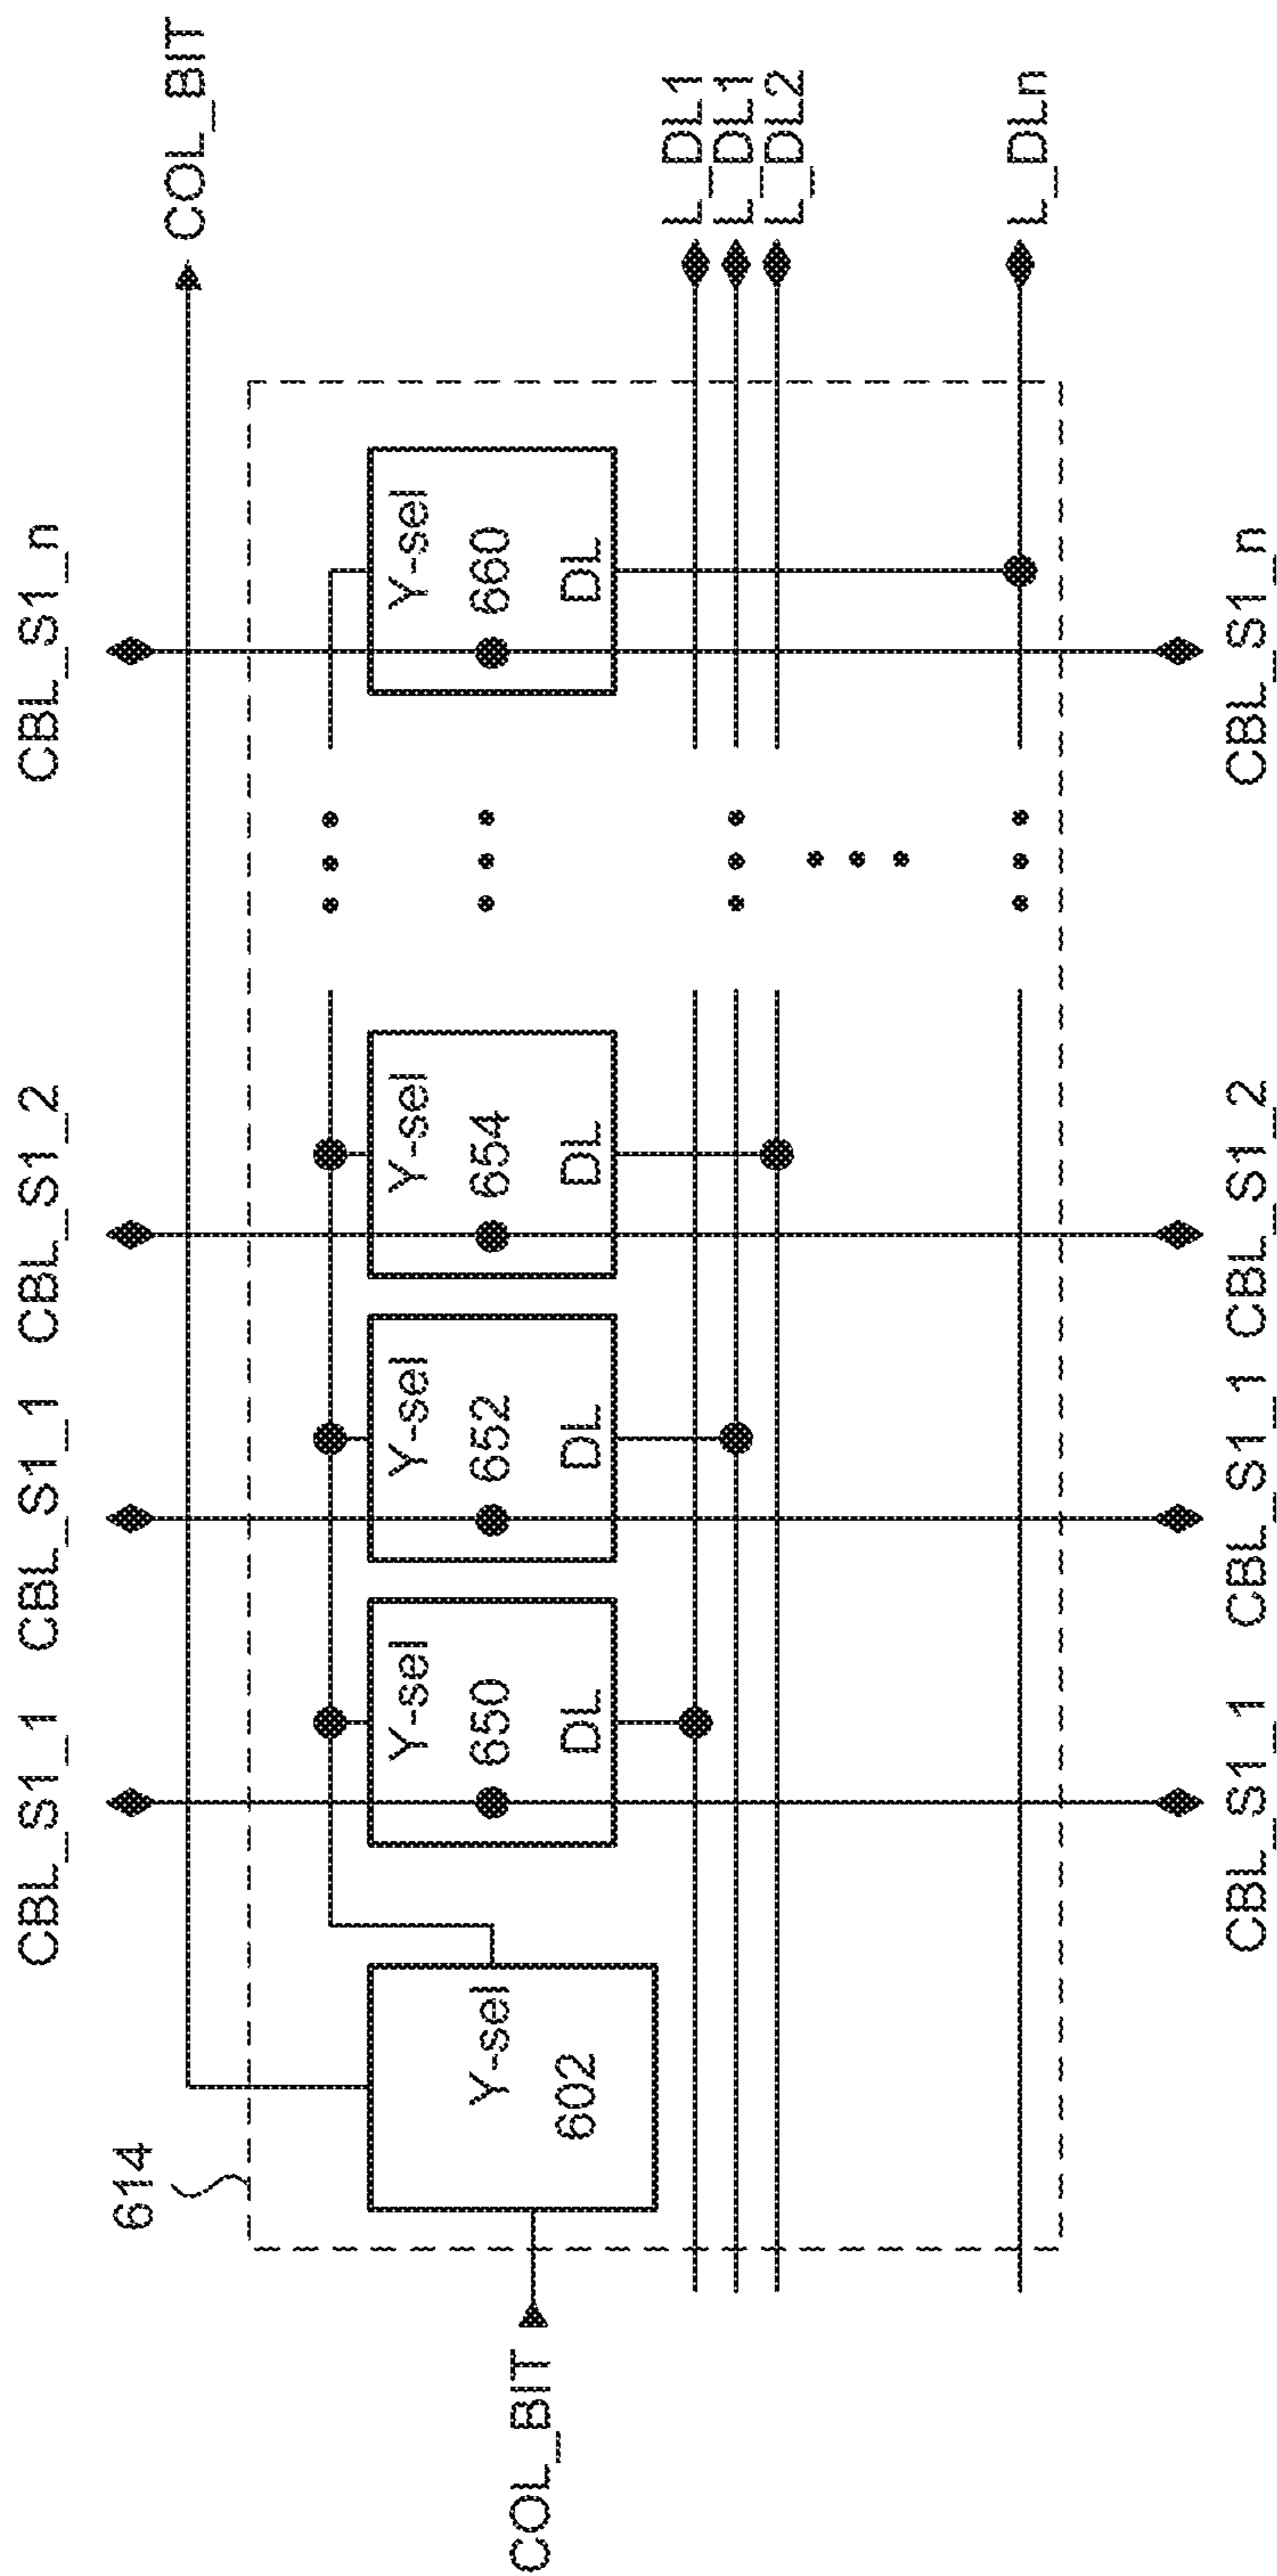 CBL_S1_1 CBL_S1_1 CBL_S1_2 CBL_S1_n
614
COL_BIT
COL_BIT
Y-sel
602
Y-sel
650
DL
Y-sel
652
DL
Y-sel
654
DL
Y-sel
660
DL
L_DL1
L_DL1
L_DL2
L_DLn
CBL_S1_1 CBL_S1_1 CBL_S1_2 CBL_S1_n